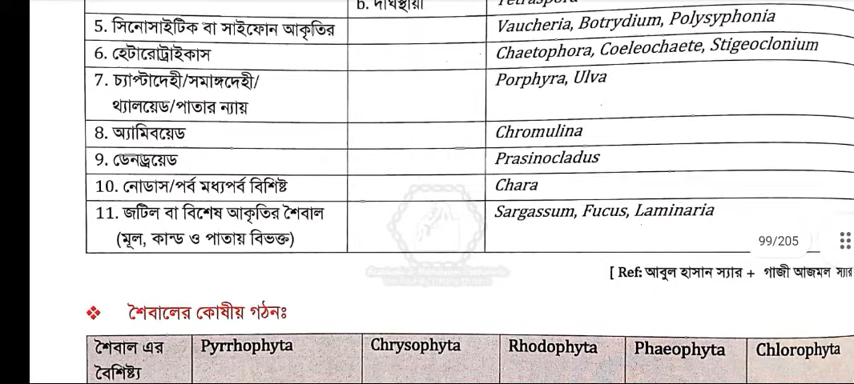 b. দীর্ঘস্থায়ী
Tetraspora
5. সিনোসাইটিক বা সাইফোন আকৃতির
Vaucheria, Botrydium, Polysyphonia
6. হেটারোট্রাইকাস
Chaetophora, Coeleochaete, Stigeoclonium
7. চ্যাপ্টাদেহী/সমাঙ্গদেহী/
Porphyra, Ulva
থ্যালয়েড/পাতার ন্যায়
8. অ্যামিবয়েড
Chromulina
9. ডেনড্রয়েড
Prasinocladus
10. নোডাস/পর্ব মধ্যপর্ব বিশিষ্ট
Chara
11. জটিল বা বিশেষ আকৃতির শৈবাল
Sargassum, Fucus, Laminaria
(মূল, কান্ড ও পাতায় বিভক্ত)
99/205
[ Ref: আবুল হাসান স্যার + গাজী আজমল স্যার
❖ শৈবালের কোষীয় গঠনঃ
শৈবাল এর
Pyrrhophyta
Chrysophyta
Rhodophyta
Phaeophyta
Chlorophyta
বৈশিষ্ট্য